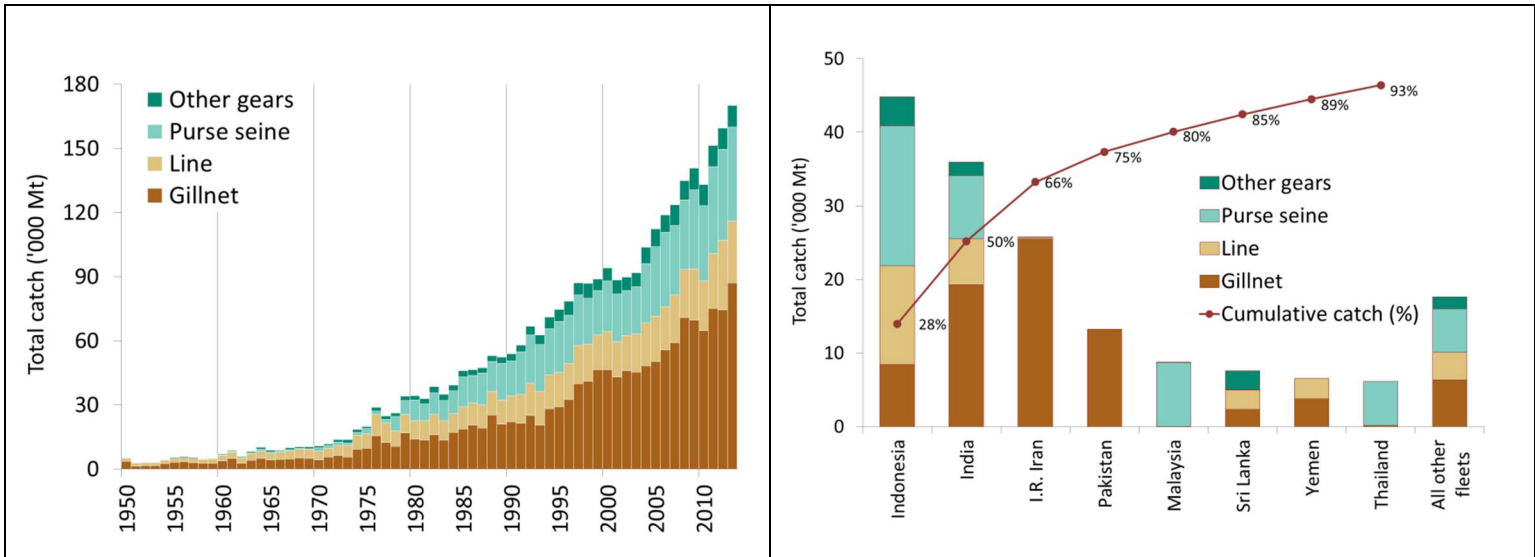 180
150
120
90
60
30
0
Total catch ('000 Mt)
Other gears
Purse seine
Line
Gillnet
1950
1955
1960
1965
1970
1975
1980
1985
1990
1995
2000
2005
2010
50
40
30
20
10
0
Total catch ('000 Mt)
28%
50%
66%
75%
80%
85%
89%
93%
Other gears
Purse seine
Line
Gillnet
Cumulative catch (%)
Indonesia
India
I.R. Iran
Pakistan
Malaysia
Sri Lanka
Yemen
Thailand
All other
fleets